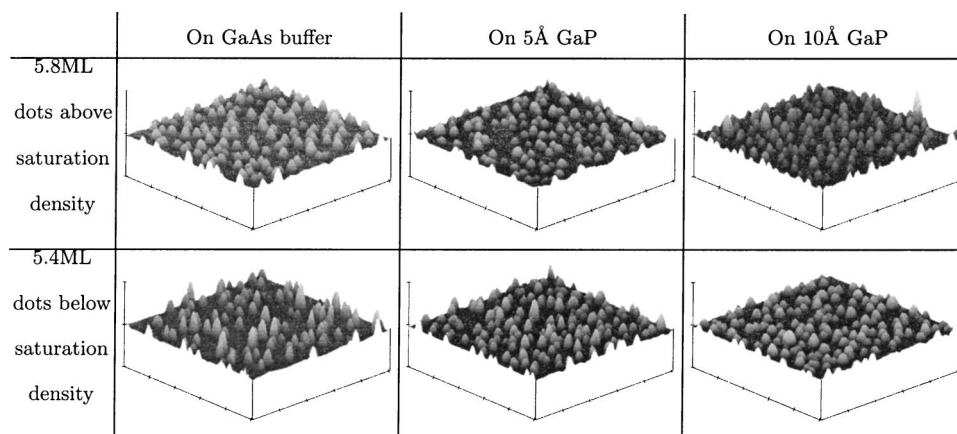 On GaAs buffer
On 5Å GaP
On 10Å GaP
5.8ML
dots above
saturation
density
5.4ML
dots below
saturation
density